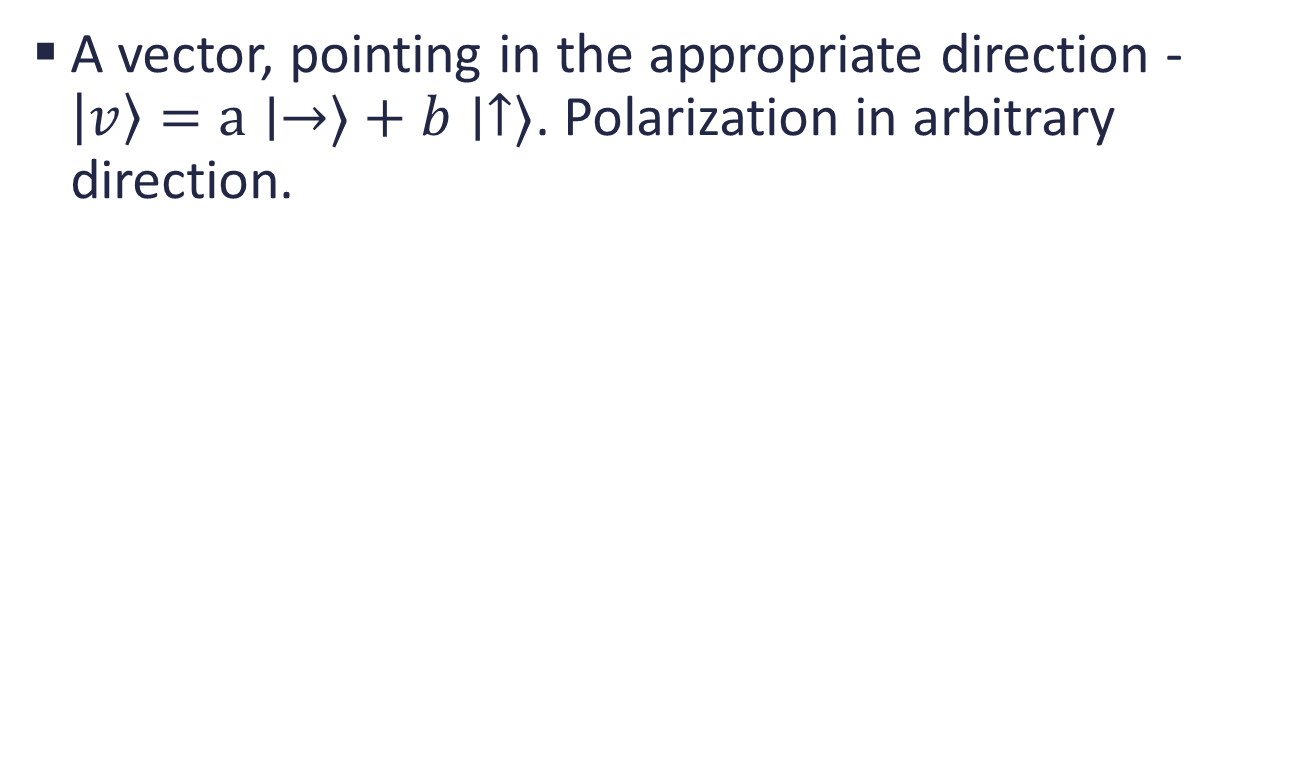 ▪ A vector, pointing in the appropriate direction -
|𝑣⟩ = a |→⟩ + 𝑏 |↑⟩. Polarization in arbitrary
direction.